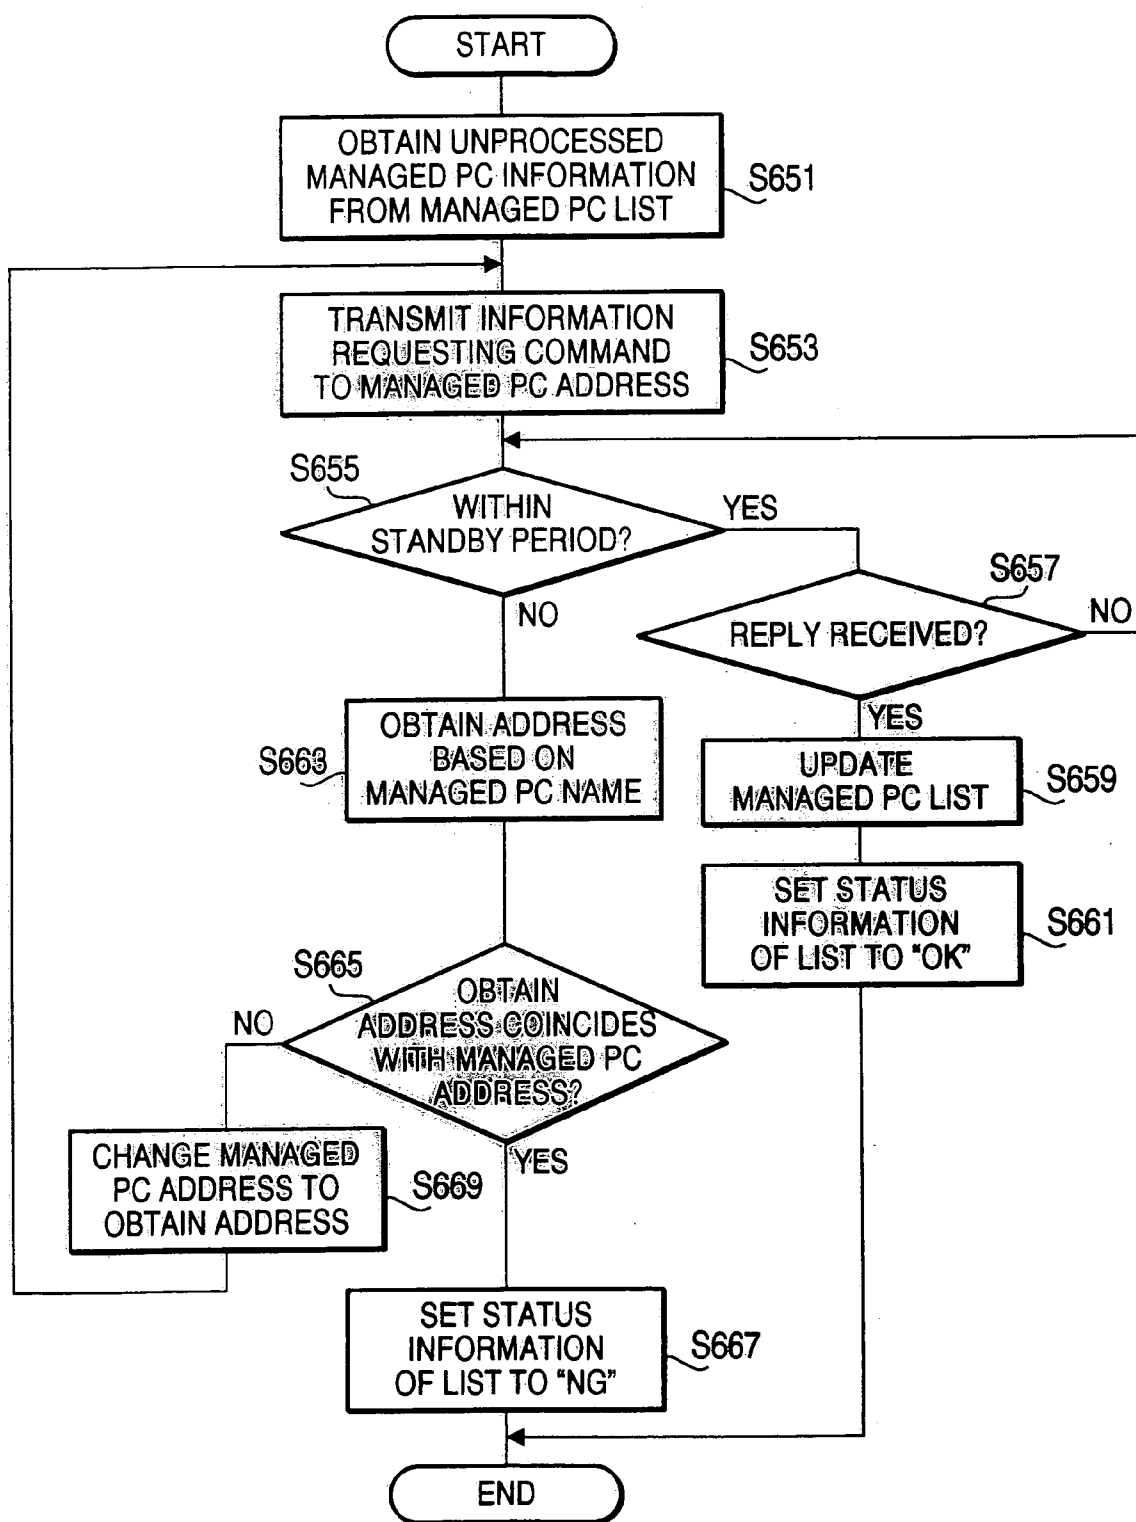 START
OBTAIN UNPROCESSED
MANAGED PC INFORMATION
FROM MANAGED PC LIST
S651
TRANSMIT INFORMATION
REQUESTING COMMAND
TO MANAGED PC ADDRESS
S653
S655
WITHIN
STANDBY PERIOD?
YES
NO
S657
REPLY RECEIVED?
NO
YES
OBTAIN ADDRESS
BASED ON
MANAGED PC NAME
S663
UPDATE
MANAGED PC LIST
S659
SET STATUS
INFORMATION
OF LIST TO "OK"
S661
S665
OBTAIN
ADDRESS COINCIDES
WITH MANAGED PC
ADDRESS?
NO
YES
CHANGE MANAGED
PC ADDRESS TO
OBTAIN ADDRESS
S669
SET STATUS
INFORMATION
OF LIST TO "NG"
S667
END